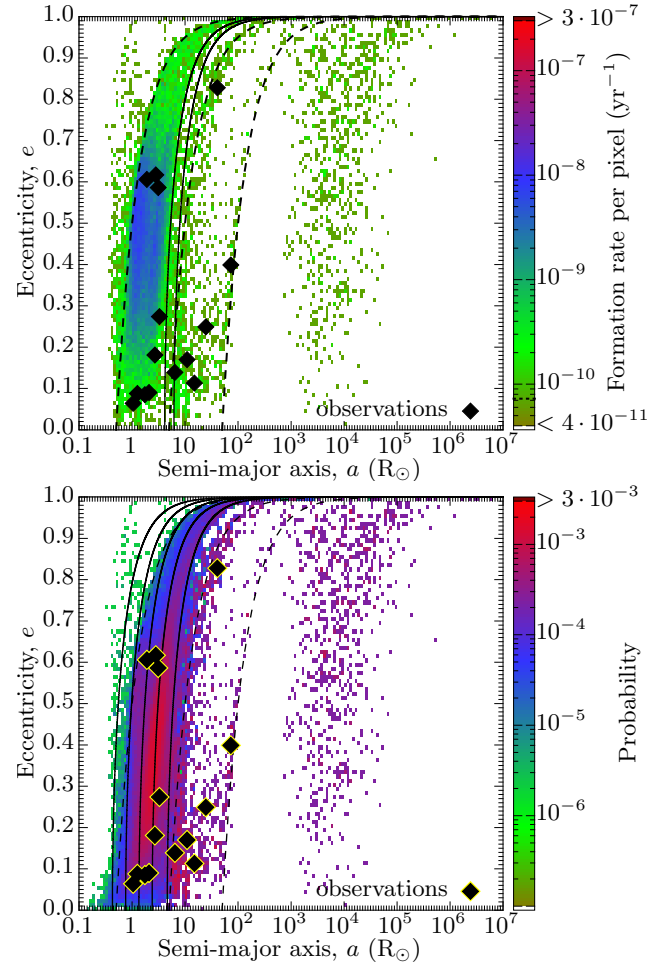 1.0
0.9
0.8
0.7
0.6
0.5
0.4
0.3
0.2
0.1
0.0
Eccentricity, e
observations
0.1 1 10 10² 10³ 10⁴ 10⁵ 10⁶ 10⁷
Semi-major axis, a (R⊙)
> 3 · 10⁻⁷
10⁻⁷
10⁻⁸
10⁻⁹
10⁻¹⁰
< 4 · 10⁻¹¹
Formation rate per pixel (yr⁻¹)
1.0
0.9
0.8
0.7
0.6
0.5
0.4
0.3
0.2
0.1
0.0
Eccentricity, e
observations
0.1 1 10 10² 10³ 10⁴ 10⁵ 10⁶ 10⁷
Semi-major axis, a (R⊙)
> 3 · 10⁻³
10⁻³
10⁻⁴
10⁻⁵
10⁻⁶
Probability